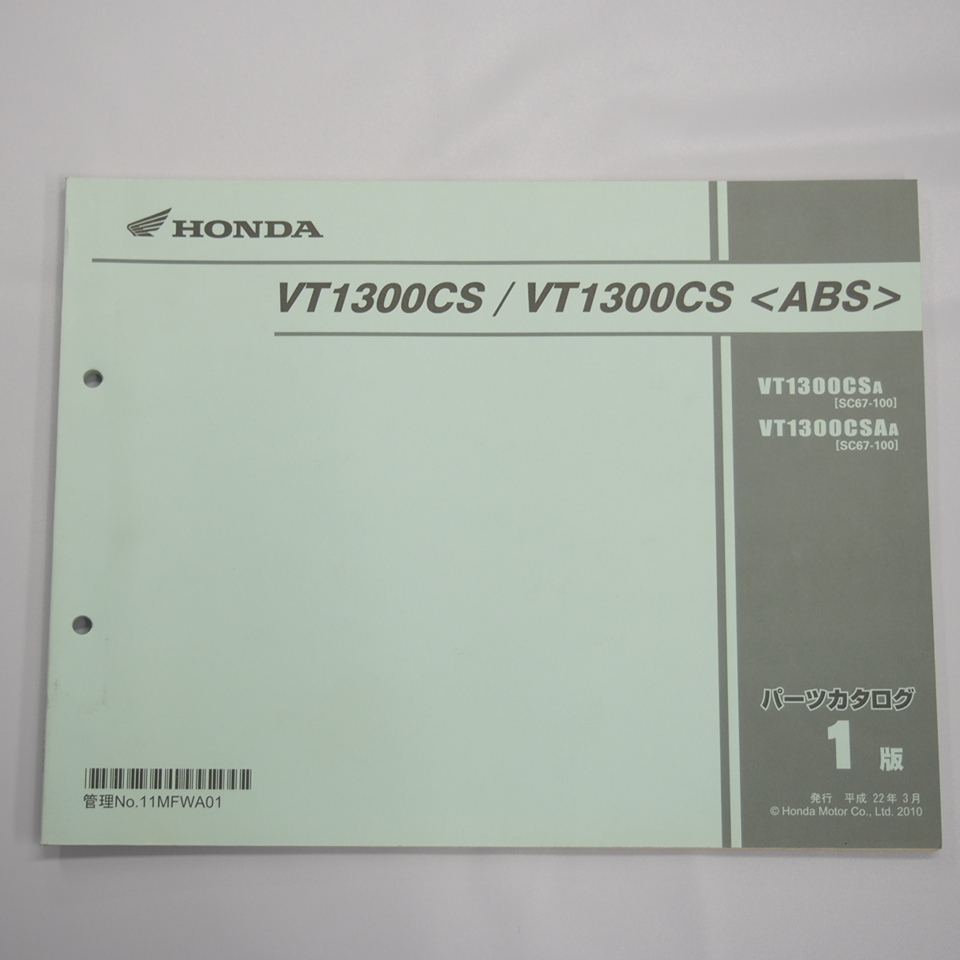 HONDA
VT1300CS / VT1300CS <ABS>
VT1300CSA
[SC67-100]
VT1300CSAA
[SC67-100]
パーツカタログ
1 版
発行 平成 22年 3月
© Honda Motor Co., Ltd. 2010
管理No.11MFWA01